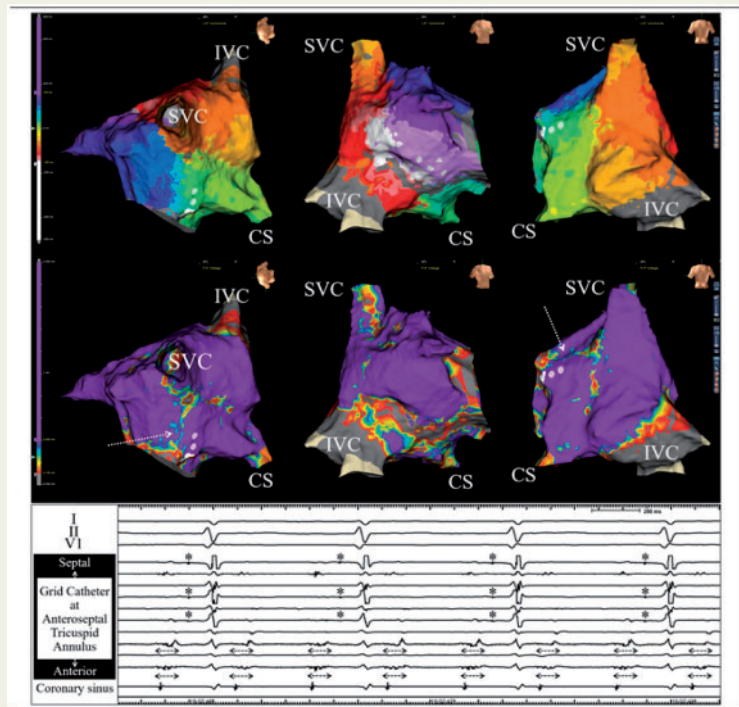 IVC
SVC
SVC
SVC
IVC
IVC
CS
CS
CS
IVC
SVC
SVC
SVC
IVC
IVC
CS
CS
CS
200 ms
I
II
V1
Septal
Grid Catheter
at
Anteroseptal
Tricuspid
Annulus
Anterior
Coronary sinus
* * * *
* * * *
* * * *